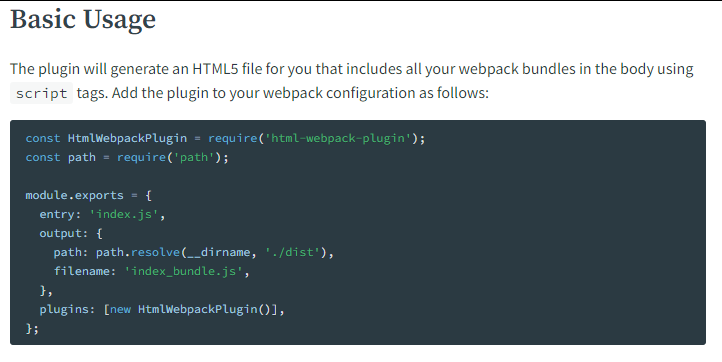 Basic Usage
The plugin will generate an HTML5 file for you that includes all your webpack bundles in the body using
script tags. Add the plugin to your webpack configuration as follows:
const HtmlWebpackPlugin = require('html-webpack-plugin');
const path = require('path');
module.exports = {
  entry: 'index.js',
  output: {
    path: path.resolve(__dirname, './dist'),
    filename: 'index_bundle.js',
  },
  plugins: [new HtmlWebpackPlugin()],
};